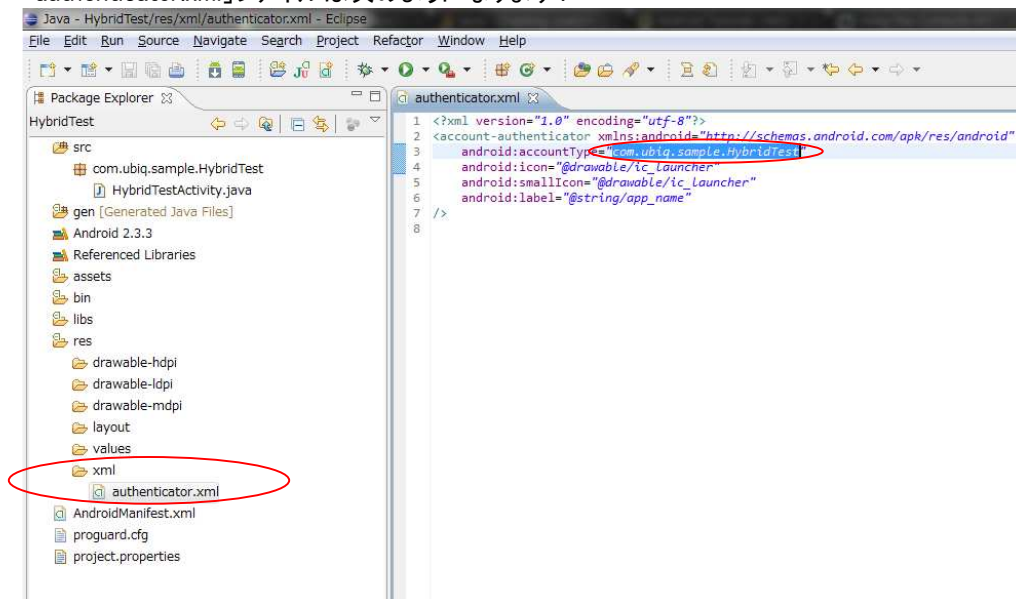 Java - HybridTest/res/xml/authenticator.xml - Eclipse
File Edit Run Source Navigate Search Project Refactor Window Help
Package Explorer
authenticator.xml
HybridTest
src
com.ubiq.sample.HybridTest
HybridTestActivity.java
gen [Generated Java Files]
Android 2.3.3
Referenced Libraries
assets
bin
libs
res
drawable-hdpi
drawable-ldpi
drawable-mdpi
layout
values
xml
authenticator.xml
AndroidManifest.xml
proguard.cfg
project.properties
1 <?xml version="1.0" encoding="utf-8"?>
2 <account-authenticator xmlns:android="http://schemas.android.com/apk/res/android"
3 android:accountType="com.ubiq.sample.HybridTest"
4 android:icon="@drawable/ic_launcher"
5 android:smallIcon="@drawable/ic_launcher"
6 android:label="@string/app_name"
7 />
8